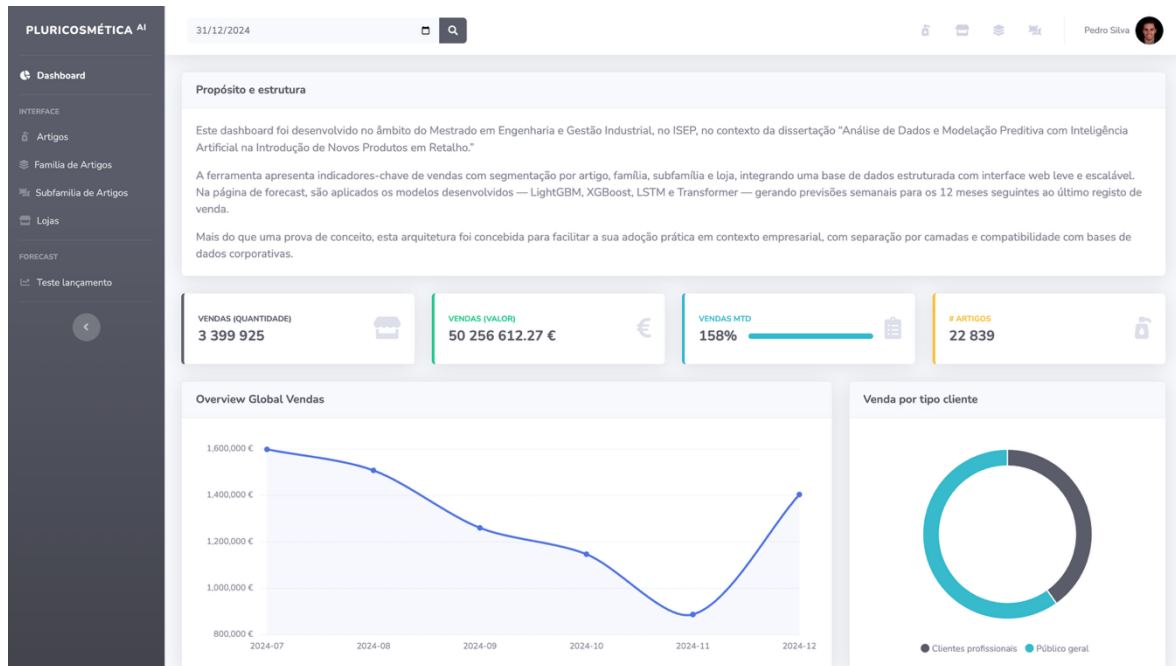 PLURICOSMÉTICA AI
31/12/2024
Pedro Silva
Dashboard
INTERFACE
Artigos
Familia de Artigos
Subfamilia de Artigos
Lojas
FORECAST
Teste lançamento
Propósito e estrutura
Este dashboard foi desenvolvido no âmbito do Mestrado em Engenharia e Gestão Industrial, no ISEP, no contexto da dissertação “Análise de Dados e Modelação Preditiva com Inteligência
Artificial na Introdução de Novos Produtos em Retalho.”
A ferramenta apresenta indicadores-chave de vendas com segmentação por artigo, família, subfamília e loja, integrando uma base de dados estruturada com interface web leve e escalável.
Na página de forecast, são aplicados os modelos desenvolvidos — LightGBM, XGBoost, LSTM e Transformer — gerando previsões semanais para os 12 meses seguintes ao último registo de
venda.
Mais do que uma prova de conceito, esta arquitetura foi concebida para facilitar a sua adoção prática em contexto empresarial, com separação por camadas e compatibilidade com bases de
dados corporativas.
VENDAS (QUANTIDADE)
3 399 925
VENDAS (VALOR)
50 256 612.27 €
VENDAS MTD
158%
# ARTIGOS
22 839
Overview Global Vendas
1,600,000 €
1,400,000 €
1,200,000 €
1,000,000 €
800,000 €
2024-07 2024-08 2024-09 2024-10 2024-11 2024-12
Venda por tipo cliente
Clientes profissionais Público geral